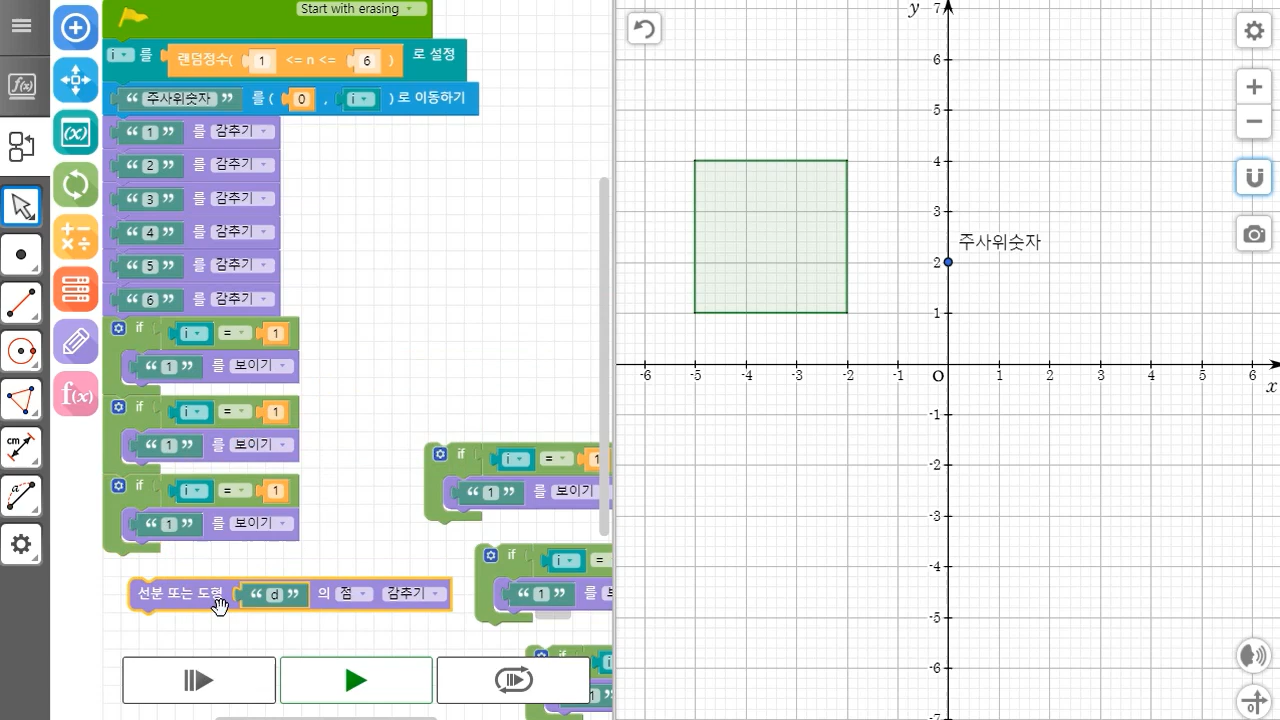 Start with erasing
i 를 랜덤정수( 1 <= n <= 6 ) 로 설정
“ 주사위숫자 ” 를 ( 0 , i ) 로 이동하기
“ 1 ” 를 감추기
“ 2 ” 를 감추기
“ 3 ” 를 감추기
“ 4 ” 를 감추기
“ 5 ” 를 감추기
“ 6 ” 를 감추기
if i = 1
“ 1 ” 를 보이기
if i = 1
“ 1 ” 를 보이기
if i = 1
“ 1 ” 를 보이기
선분 또는 도형 “ d ” 의 점 감추기
if i = 1
“ 1 ” 를 보이기
if i =
“ 1 ” 를
if i
1 ”
f(x)
(x)
f(x)
cm
a
y
7
6
5
4
3
주사위숫자
2
1
-6 -5 -4 -3 -2 -1 O 1 2 3 4 5 6
x
-1
-2
-3
-4
-5
-6
-7